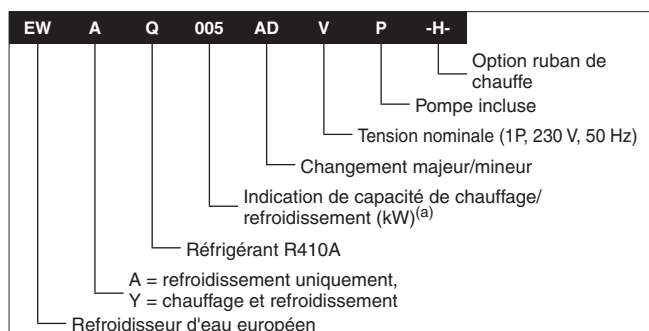 EW A Q 005 AD V P -H-
Option ruban de
chauffe
Pompe incluse
Tension nominale (1P, 230 V, 50 Hz)
Changement majeur/mineur
Indication de capacité de chauffage/
refroidissement (kW)(a)
Réfrigérant R410A
A = refroidissement uniquement,
Y = chauffage et refroidissement
Refroidisseur d'eau européen